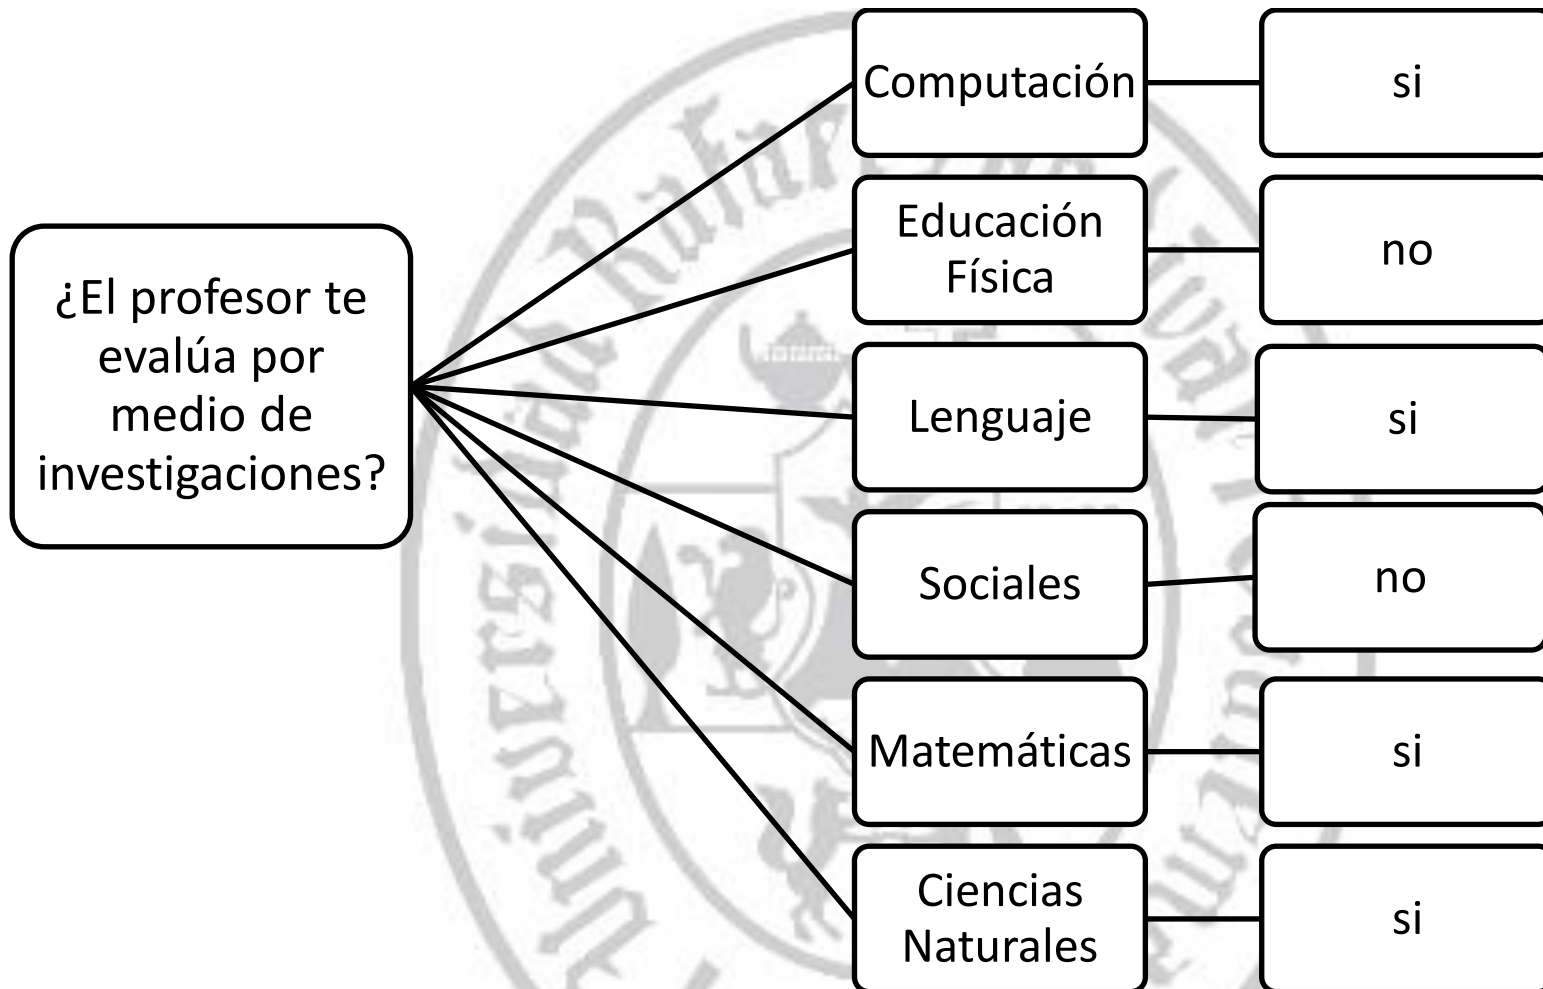 ¿El profesor te
evalúa por
medio de
investigaciones?
Computación
si
Educación
Física
no
Lenguaje
si
Sociales
no
Matemáticas
si
Ciencias
Naturales
si